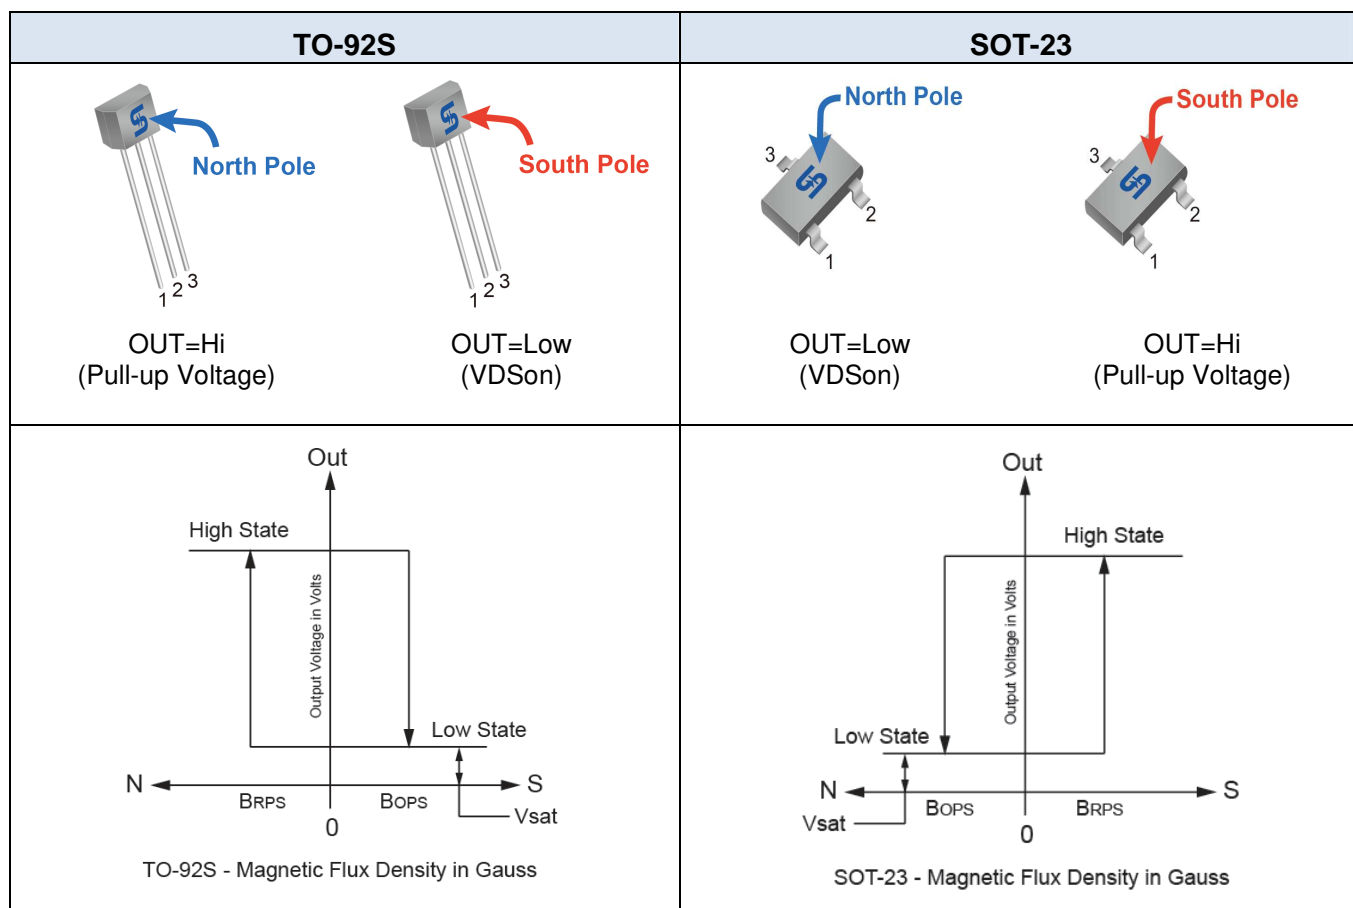 TO-92S
SOT-23
North Pole
South Pole
1 2 3
1 2 3
OUT=Hi
(Pull-up Voltage)
OUT=Low
(VDSon)
North Pole
South Pole
3
2
1
3
2
1
OUT=Low
(VDSon)
OUT=Hi
(Pull-up Voltage)
Out
High State
Output Voltage in Volts
Low State
N
S
BRPS
BOPS
0
Vsat
TO-92S - Magnetic Flux Density in Gauss
Out
High State
Output Voltage in Volts
Low State
N
S
BOPS
BRPS
Vsat
0
SOT-23 - Magnetic Flux Density in Gauss